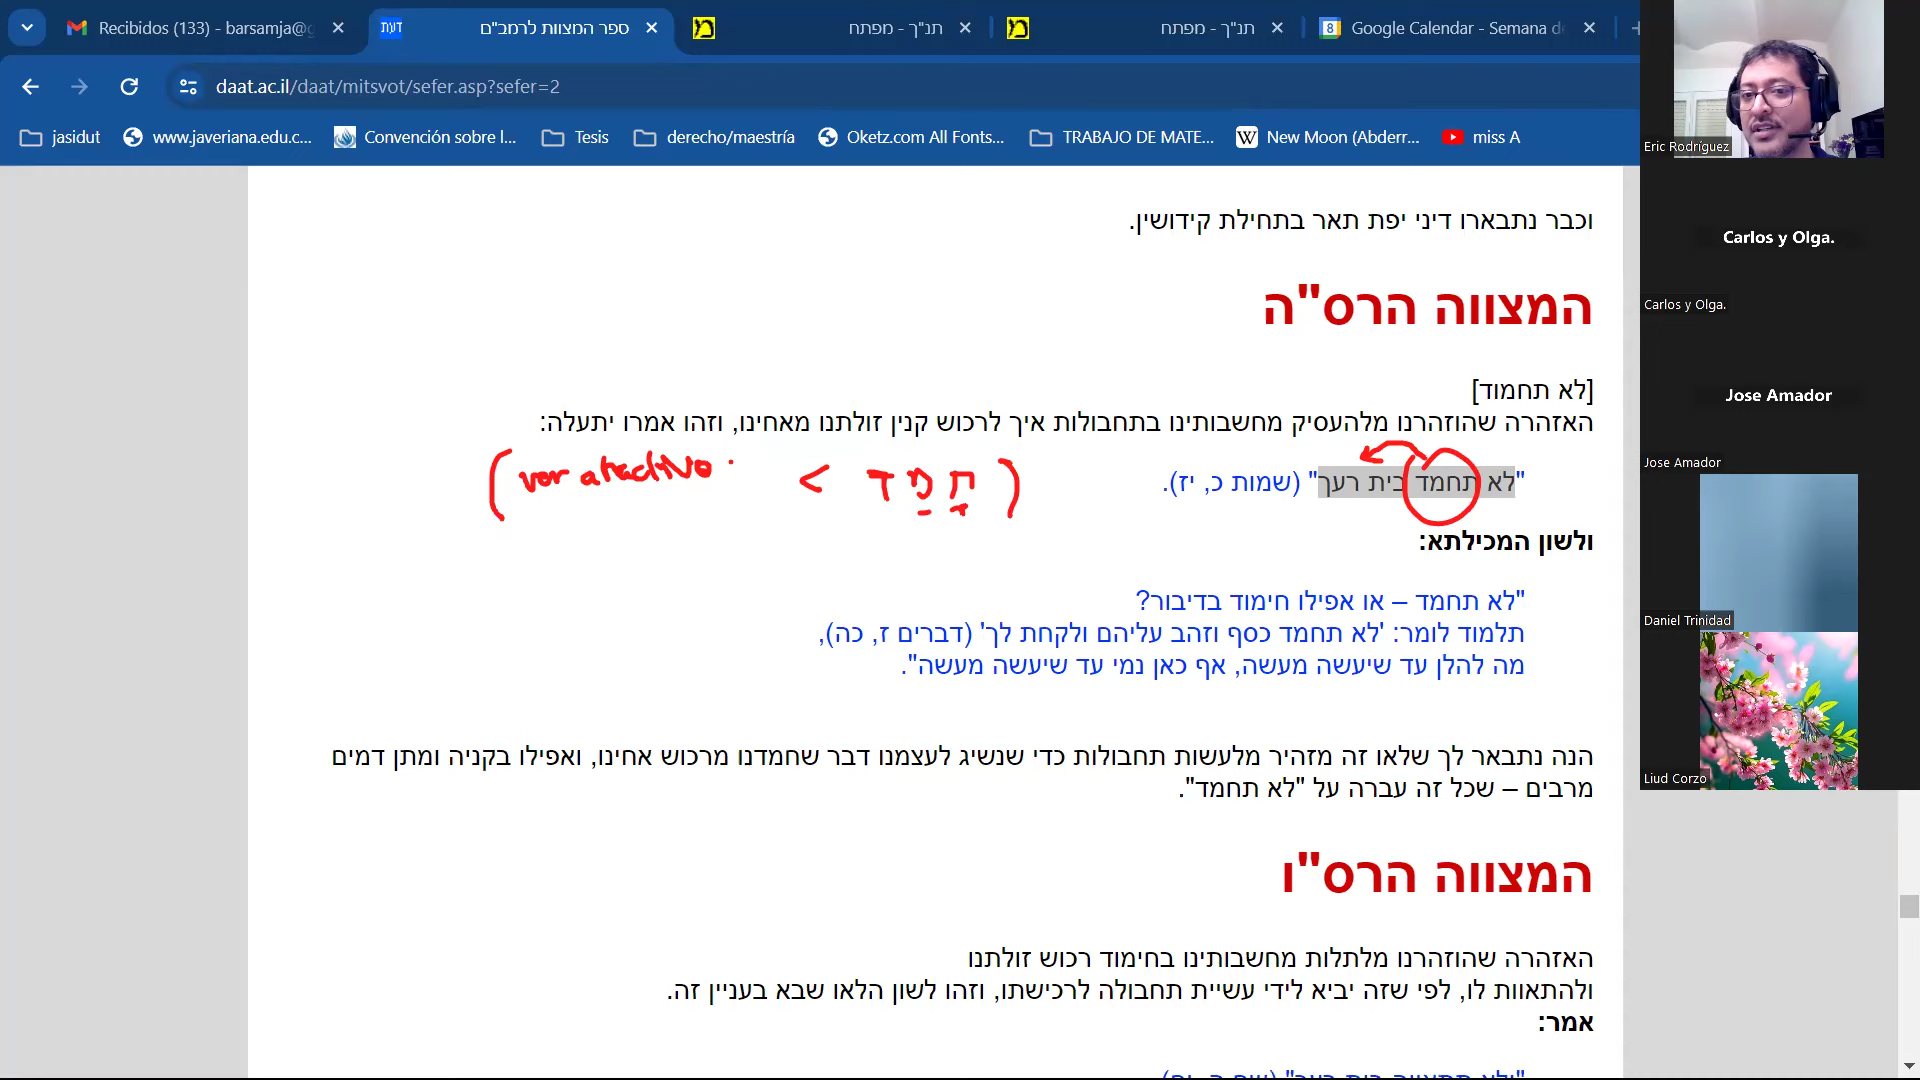 Recibidos (133) - barsamja@g
ספר המצוות לרמב"ם
תנ"ך - מפתח
תנ"ך - מפתח
Google Calendar - Semana de
daat.ac.il/daat/mitsvot/sefer.asp?sefer=2
jasidut
www.javeriana.edu.c...
Convención sobre l...
Tesis
derecho/maestría
Oketz.com All Fonts...
TRABAJO DE MATE...
New Moon (Abderr...
miss A
וכבר נתבארו דיני יפת תאר בתחילת קידושין.
המצווה הרס"ה
[לא תחמוד]
האזהרה שהוזהרנו מלהעסיק מחשבותינו בתחבולות איך לרכוש קנין זולתנו מאחינו, וזהו אמרו יתעלה:
"לא תחמד בית רעך" (שמות כ, יז).
(חָמַד > ver atractivo)
ולשון המכילתא:
"לא תחמד – או אפילו חימוד בדיבור?
תלמוד לומר: 'לא תחמד כסף וזהב עליהם ולקחת לך' (דברים ז, כה),
מה להלן עד שיעשה מעשה, אף כאן נמי עד שיעשה מעשה".
הנה נתבאר לך שלאו זה מזהיר מלעשות תחבולות כדי שנשיג לעצמנו דבר שחמדנו מרכוש אחינו, ואפילו בקניה ומתן דמים
מרבים – שכל זה עברה על "לא תחמד".
המצווה הרס"ו
האזהרה שהוזהרנו מלתלות מחשבותינו בחימוד רכוש זולתנו
ולהתאוות לו, לפי שזה יביא לידי עשיית תחבולה לרכישתו, וזהו לשון הלאו שבא בעניין זה.
אמר:
Eric Rodríguez
Carlos y Olga.
Carlos y Olga.
Jose Amador
Jose Amador
Daniel Trinidad
Liud Corzo